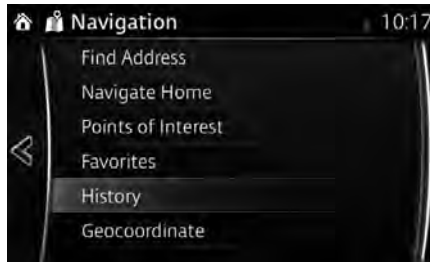 Navigation 10:17
Find Address
Navigate Home
Points of Interest
Favorites
History
Geocoordinate